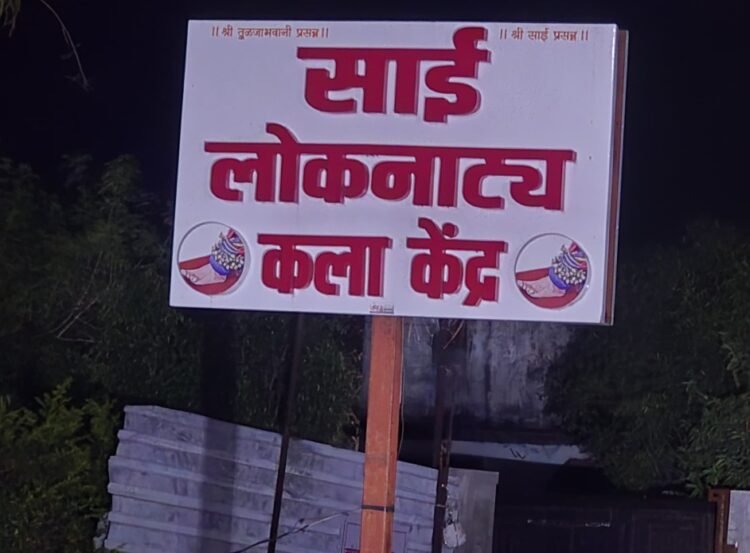 ।। श्री तुळजाभवानी प्रसन्न ।। ।। श्री साई प्रसन्न ।।
साई
लोकनाट्य
कला केंद्र